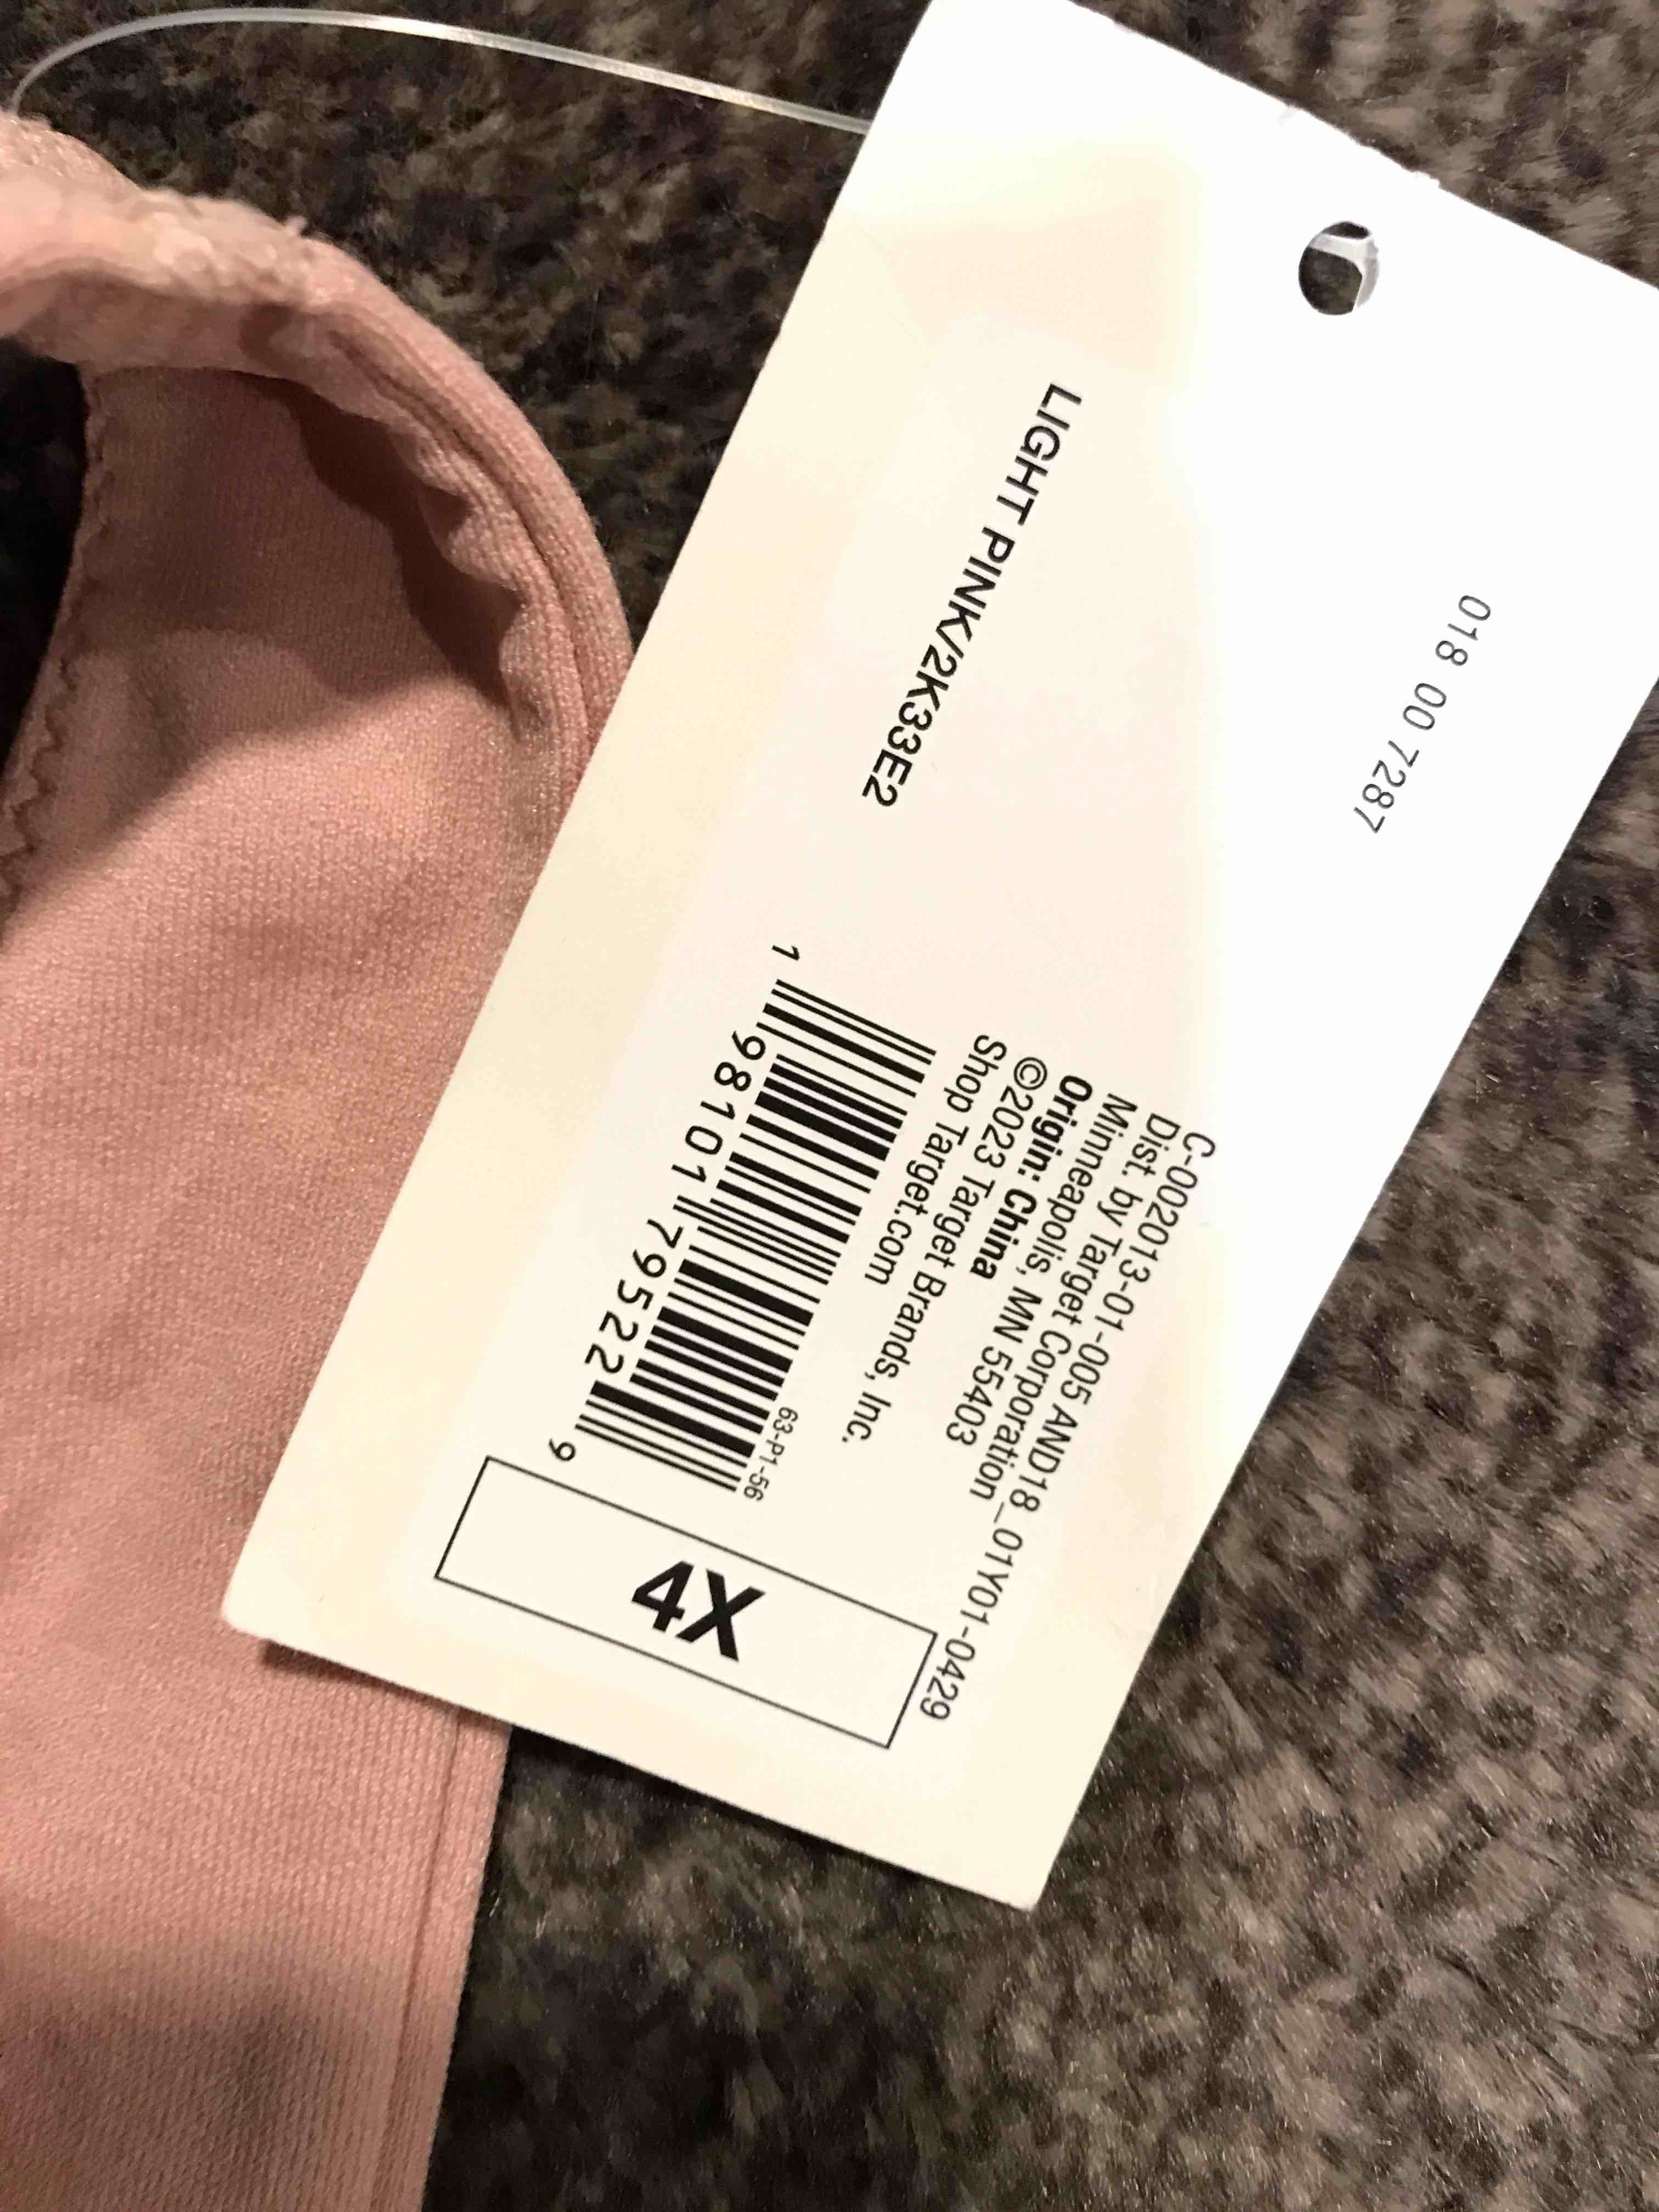 018 00 7287
LIGHT PINK/2K33E2
C-002013-01-005 AND18_01Y01-0429
Dist. by Target Corporation
Minneapolis, MN 55403
Origin: China
©2023 Target Brands, Inc.
Shop Target.com
63-P1-56
1 98101 79522 9
4X